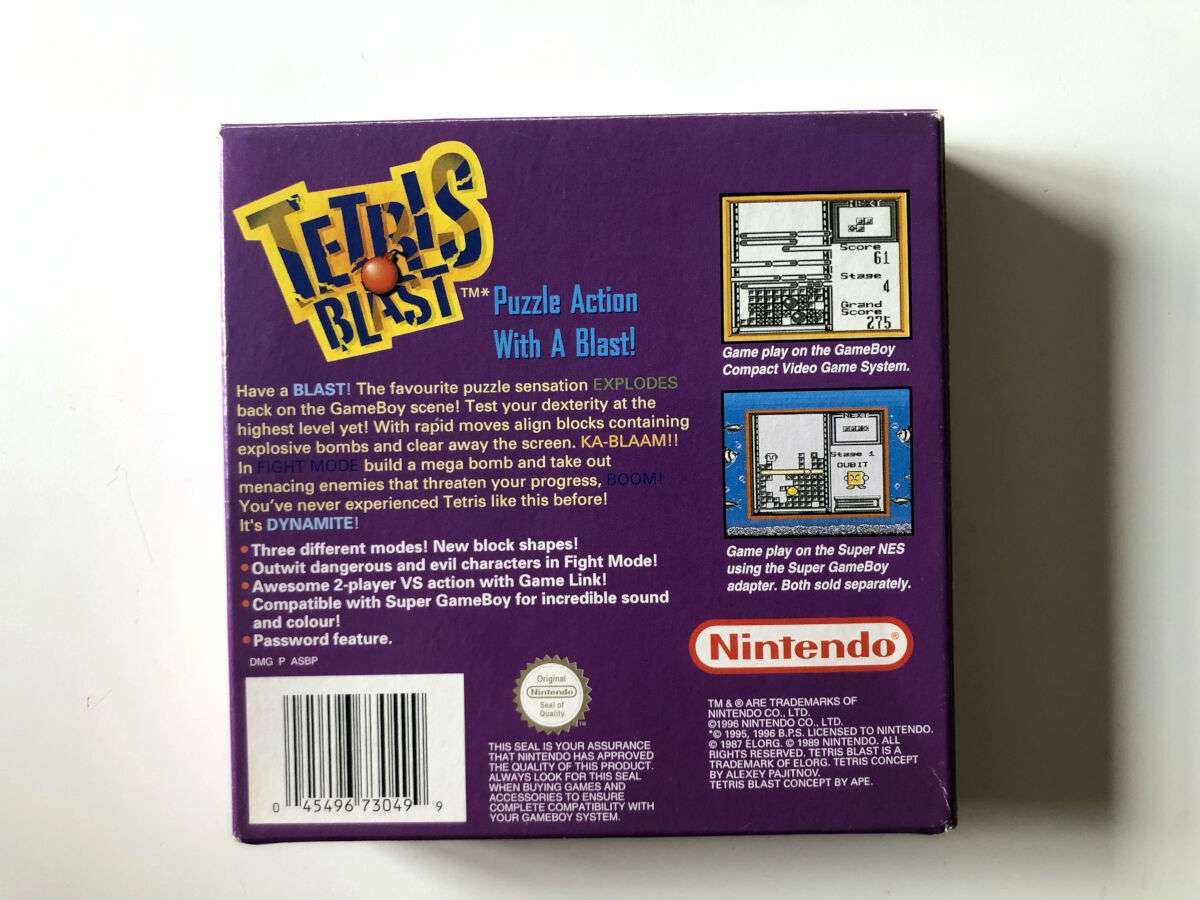 TETRIS
BLAST™*
Puzzle Action
With A Blast!
Have a BLAST! The favourite puzzle sensation EXPLODES
back on the GameBoy scene! Test your dexterity at the
highest level yet! With rapid moves align blocks containing
explosive bombs and clear away the screen. KA-BLAAM!!
In FIGHT MODE build a mega bomb and take out
menacing enemies that threaten your progress, BOOM!
You've never experienced Tetris like this before!
It's DYNAMITE!
•Three different modes! New block shapes!
•Outwit dangerous and evil characters in Fight Mode!
•Awesome 2-player VS action with Game Link!
•Compatible with Super GameBoy for incredible sound
and colour!
•Password feature.
DMG P ASBP
0 45496 73049 9
Original
Nintendo
Seal of
Quality
THIS SEAL IS YOUR ASSURANCE
THAT NINTENDO HAS APPROVED
THE QUALITY OF THIS PRODUCT.
ALWAYS LOOK FOR THIS SEAL
WHEN BUYING GAMES AND
ACCESSORIES TO ENSURE
COMPLETE COMPATIBILITY WITH
YOUR GAMEBOY SYSTEM.
NEXT
Score
61
Stage
4
Grand
Score
275
Game play on the GameBoy
Compact Video Game System.
NEXT
Stage 1
QUBIT
Game play on the Super NES
using the Super GameBoy
adapter. Both sold separately.
Nintendo®
TM & ® ARE TRADEMARKS OF
NINTENDO CO., LTD.
©1996 NINTENDO CO., LTD.
*© 1995, 1996 B.P.S. LICENSED TO NINTENDO.
© 1987 ELORG. © 1989 NINTENDO. ALL
RIGHTS RESERVED. TETRIS BLAST IS A
TRADEMARK OF ELORG. TETRIS CONCEPT
BY ALEXEY PAJITNOV.
TETRIS BLAST CONCEPT BY APE.